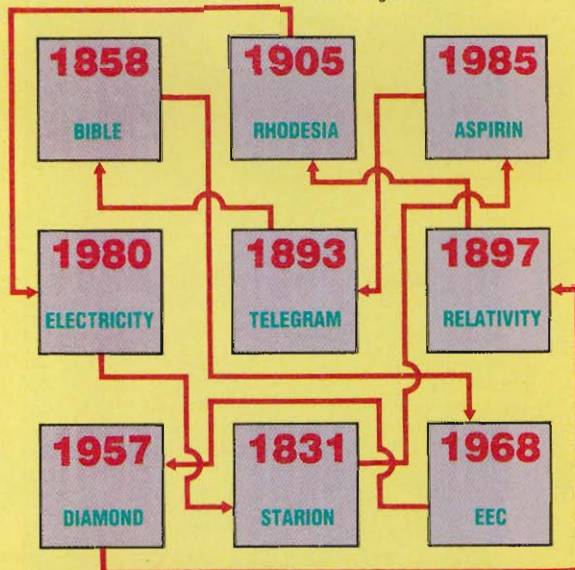 1858
BIBLE
1905
RHODESIA
1985
ASPIRIN
1980
ELECTRICITY
1893
TELEGRAM
1897
RELATIVITY
1957
DIAMOND
1831
STARION
1968
EEC